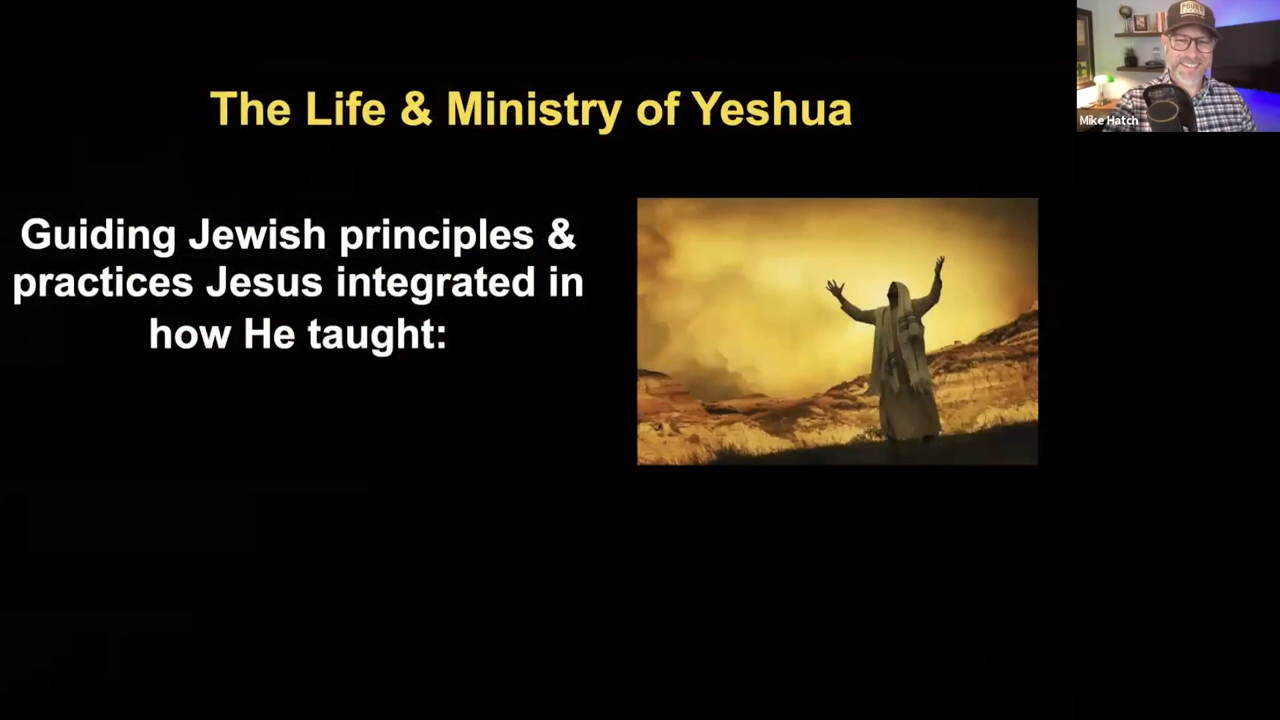 The Life & Ministry of Yeshua
Guiding Jewish principles &
practices Jesus integrated in
how He taught:
Mike Hatch